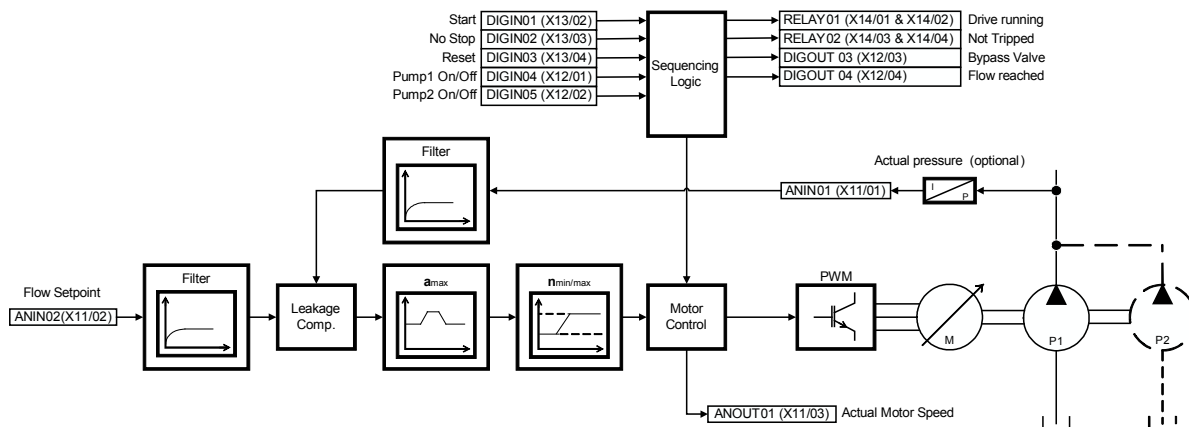 Start DIGIN01 (X13/02)
No Stop DIGIN02 (X13/03)
Reset DIGIN03 (X13/04)
Pump1 On/Off DIGIN04 (X12/01)
Pump2 On/Off DIGIN05 (X12/02)
Sequencing
Logic
RELAY01 (X14/01 & X14/02) Drive running
RELAY02 (X14/03 & X14/04) Not Tripped
DIGOUT 03 (X12/03) Bypass Valve
DIGOUT 04 (X12/04) Flow reached
Filter
Actual pressure (optional)
ANIN01 (X11/01)
I
P
Flow Setpoint
ANIN02(X11/02)
Filter
Leakage
Comp.
amax
nmin/max
Motor
Control
PWM
M
P1
P2
ANOUT01 (X11/03) Actual Motor Speed